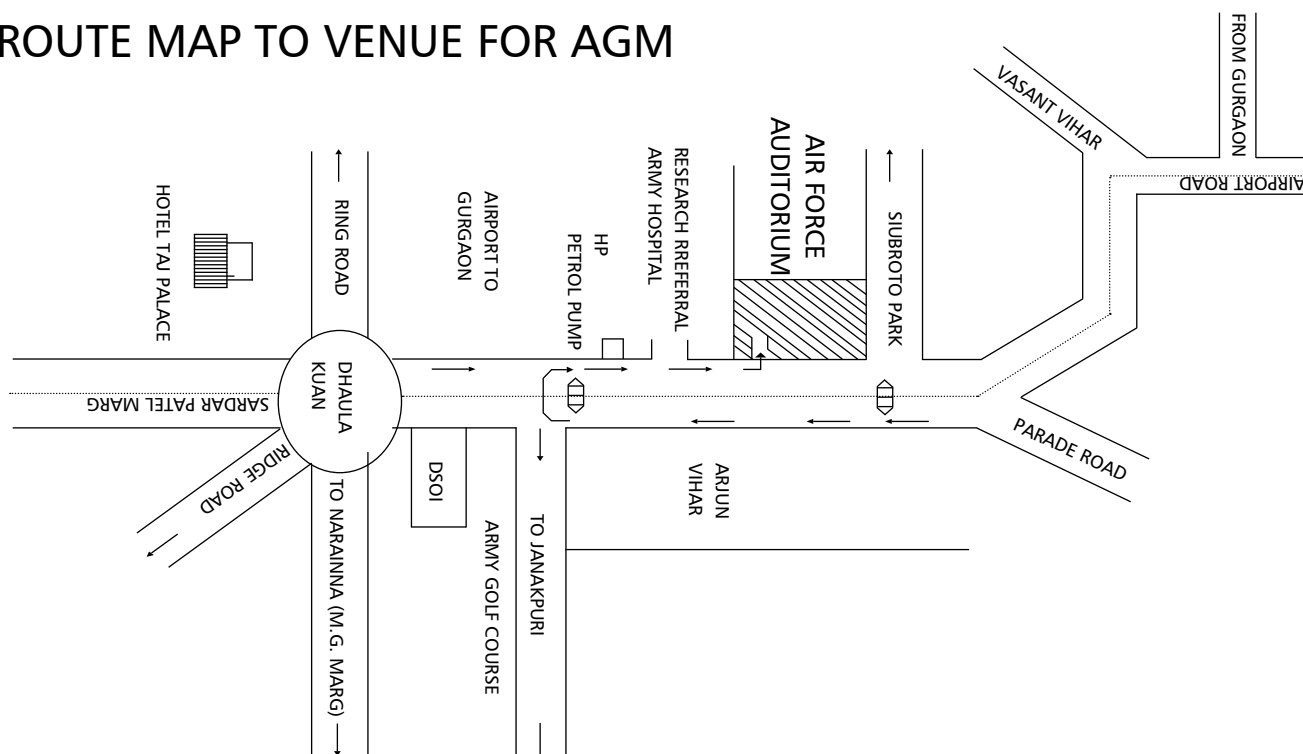 ROUTE MAP TO VENUE FOR AGM
FROM GURGAON
VASANT VIHAR
AIRPORT ROAD
AIR FORCE
AUDITORIUM
RESEARCH RREFERRAL
ARMY HOSPITAL
SIUBROTO PARK
HP
PETROL PUMP
AIRPORT TO
GURGAON
RING ROAD
HOTEL TAJ PALACE
DHAULA
KUAN
SARDAR PATEL MARG
RIDGE ROAD
TO NARAINNA (M.G. MARG)
DSOI
ARMY GOLF COURSE
TO JANAKPURI
ARJUN
VIHAR
PARADE ROAD